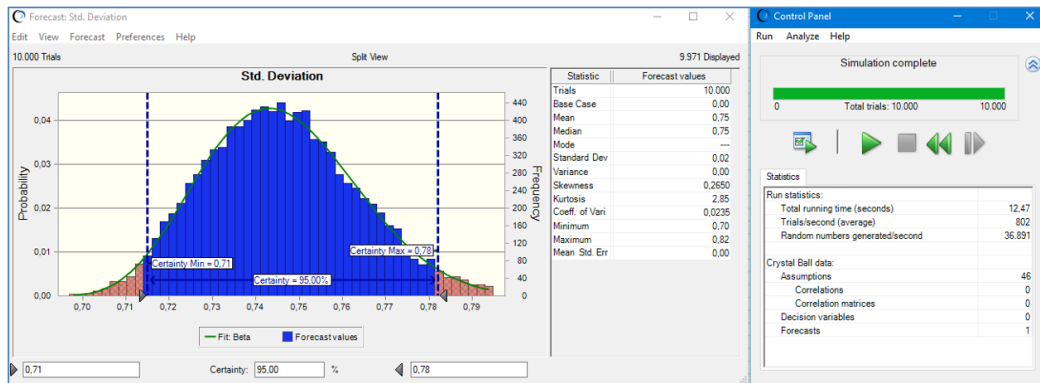 Forecast: Std. Deviation
Edit View Forecast Preferences Help
10.000 Trials Split View 9.971 Displayed
Std. Deviation
Probability
0,04
0,03
0,02
0,01
0,00
Frequency
440
400
360
320
280
240
200
160
120
80
40
0
Certainty Min = 0,71
Certainty Max = 0,78
Certainty = 95,00%
0,70 0,71 0,72 0,73 0,74 0,75 0,76 0,77 0,78 0,79
Fit: Beta Forecast values
0,71 Certainty: 95,00 % 0,78
Statistic Forecast values
Trials 10.000
Base Case 0,00
Mean 0,75
Median 0,75
Mode ---
Standard Dev 0,02
Variance 0,00
Skewness 0,2650
Kurtosis 2,85
Coeff. of Vari 0,0235
Minimum 0,70
Maximum 0,82
Mean Std. Err 0,00
Control Panel
Run Analyze Help
Simulation complete
0 Total trials: 10.000 10.000
Statistics
Run statistics:
Total running time (seconds) 12,47
Trials/second (average) 802
Random numbers generated/second 36.891
Crystal Ball data:
Assumptions 46
Correlations 0
Correlation matrices 0
Decision variables 0
Forecasts 1